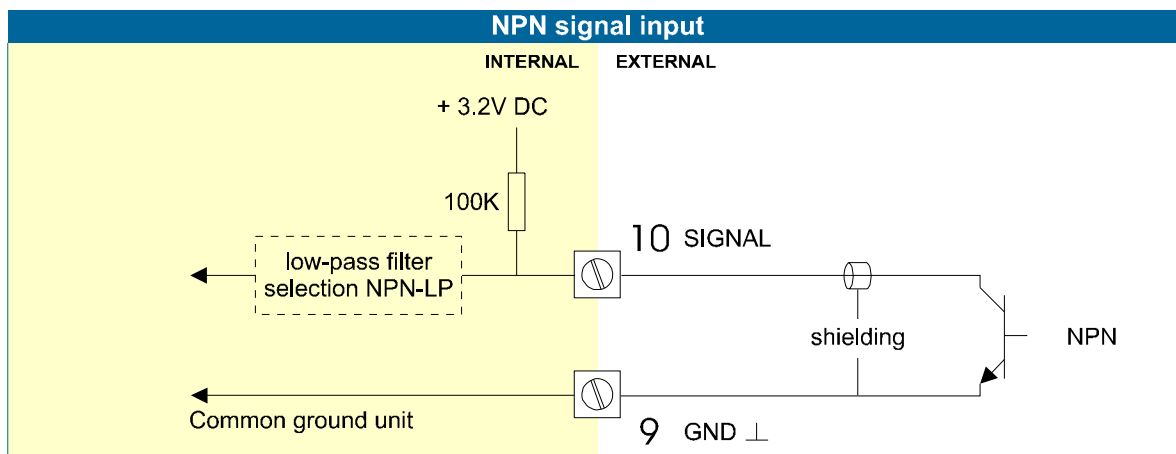 NPN signal input
INTERNAL
EXTERNAL
+ 3.2V DC
100K
10 SIGNAL
low-pass filter
selection NPN-LP
shielding
NPN
Common ground unit
9 GND ⊥